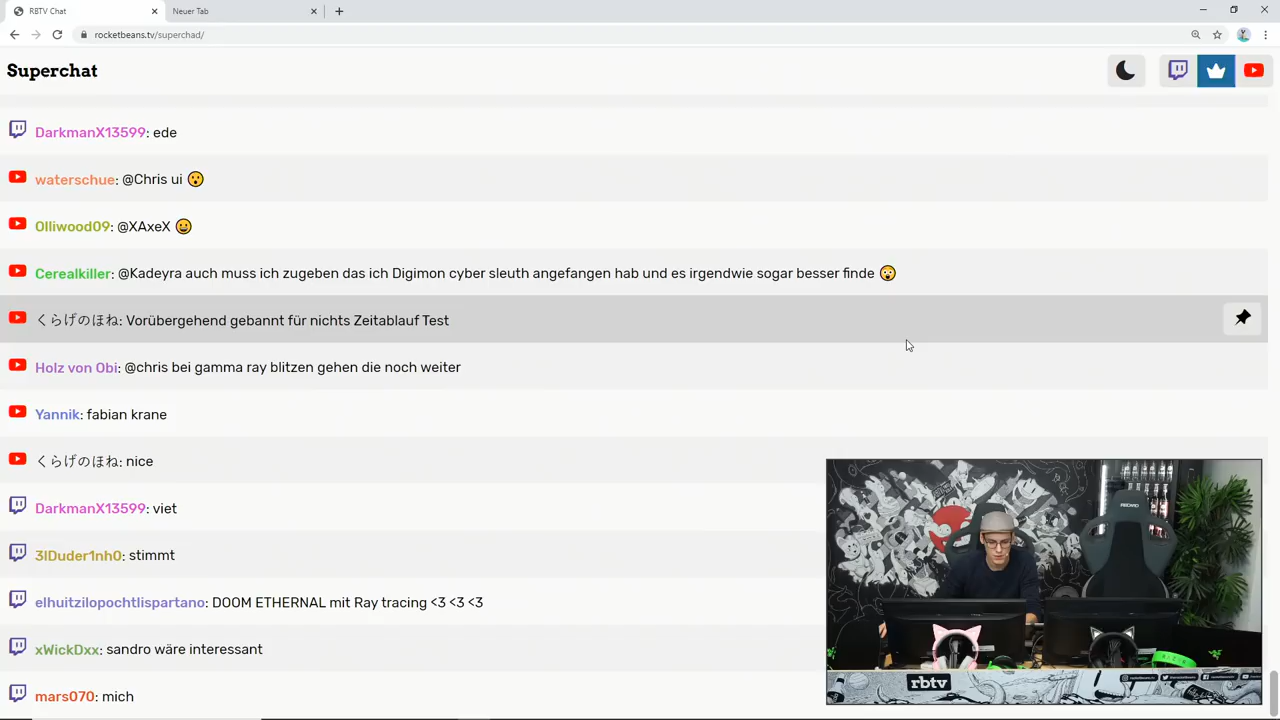 RBTV Chat
Neuer Tab
rocketbeans.tv/superchad/
Superchat
DarkmanX13599: ede
waterschue: @Chris ui 😮
Olliwood09: @XAxeX 😀
Cerealkiller: @Kadeyra auch muss ich zugeben das ich Digimon cyber sleuth angefangen hab und es irgendwie sogar besser finde 😲
くらげのほね: Vorübergehend gebannt für nichts Zeitablauf Test
Holz von Obi: @chris bei gamma ray blitzen gehen die noch weiter
Yannik: fabian krane
くらげのほね: nice
DarkmanX13599: viet
3lDuder1nh0: stimmt
elhuitzilopochtlispartano: DOOM ETHERNAL mit Ray tracing <3 <3 <3
xWickDxx: sandro wäre interessant
mars070: mich
RECARO
rbtv